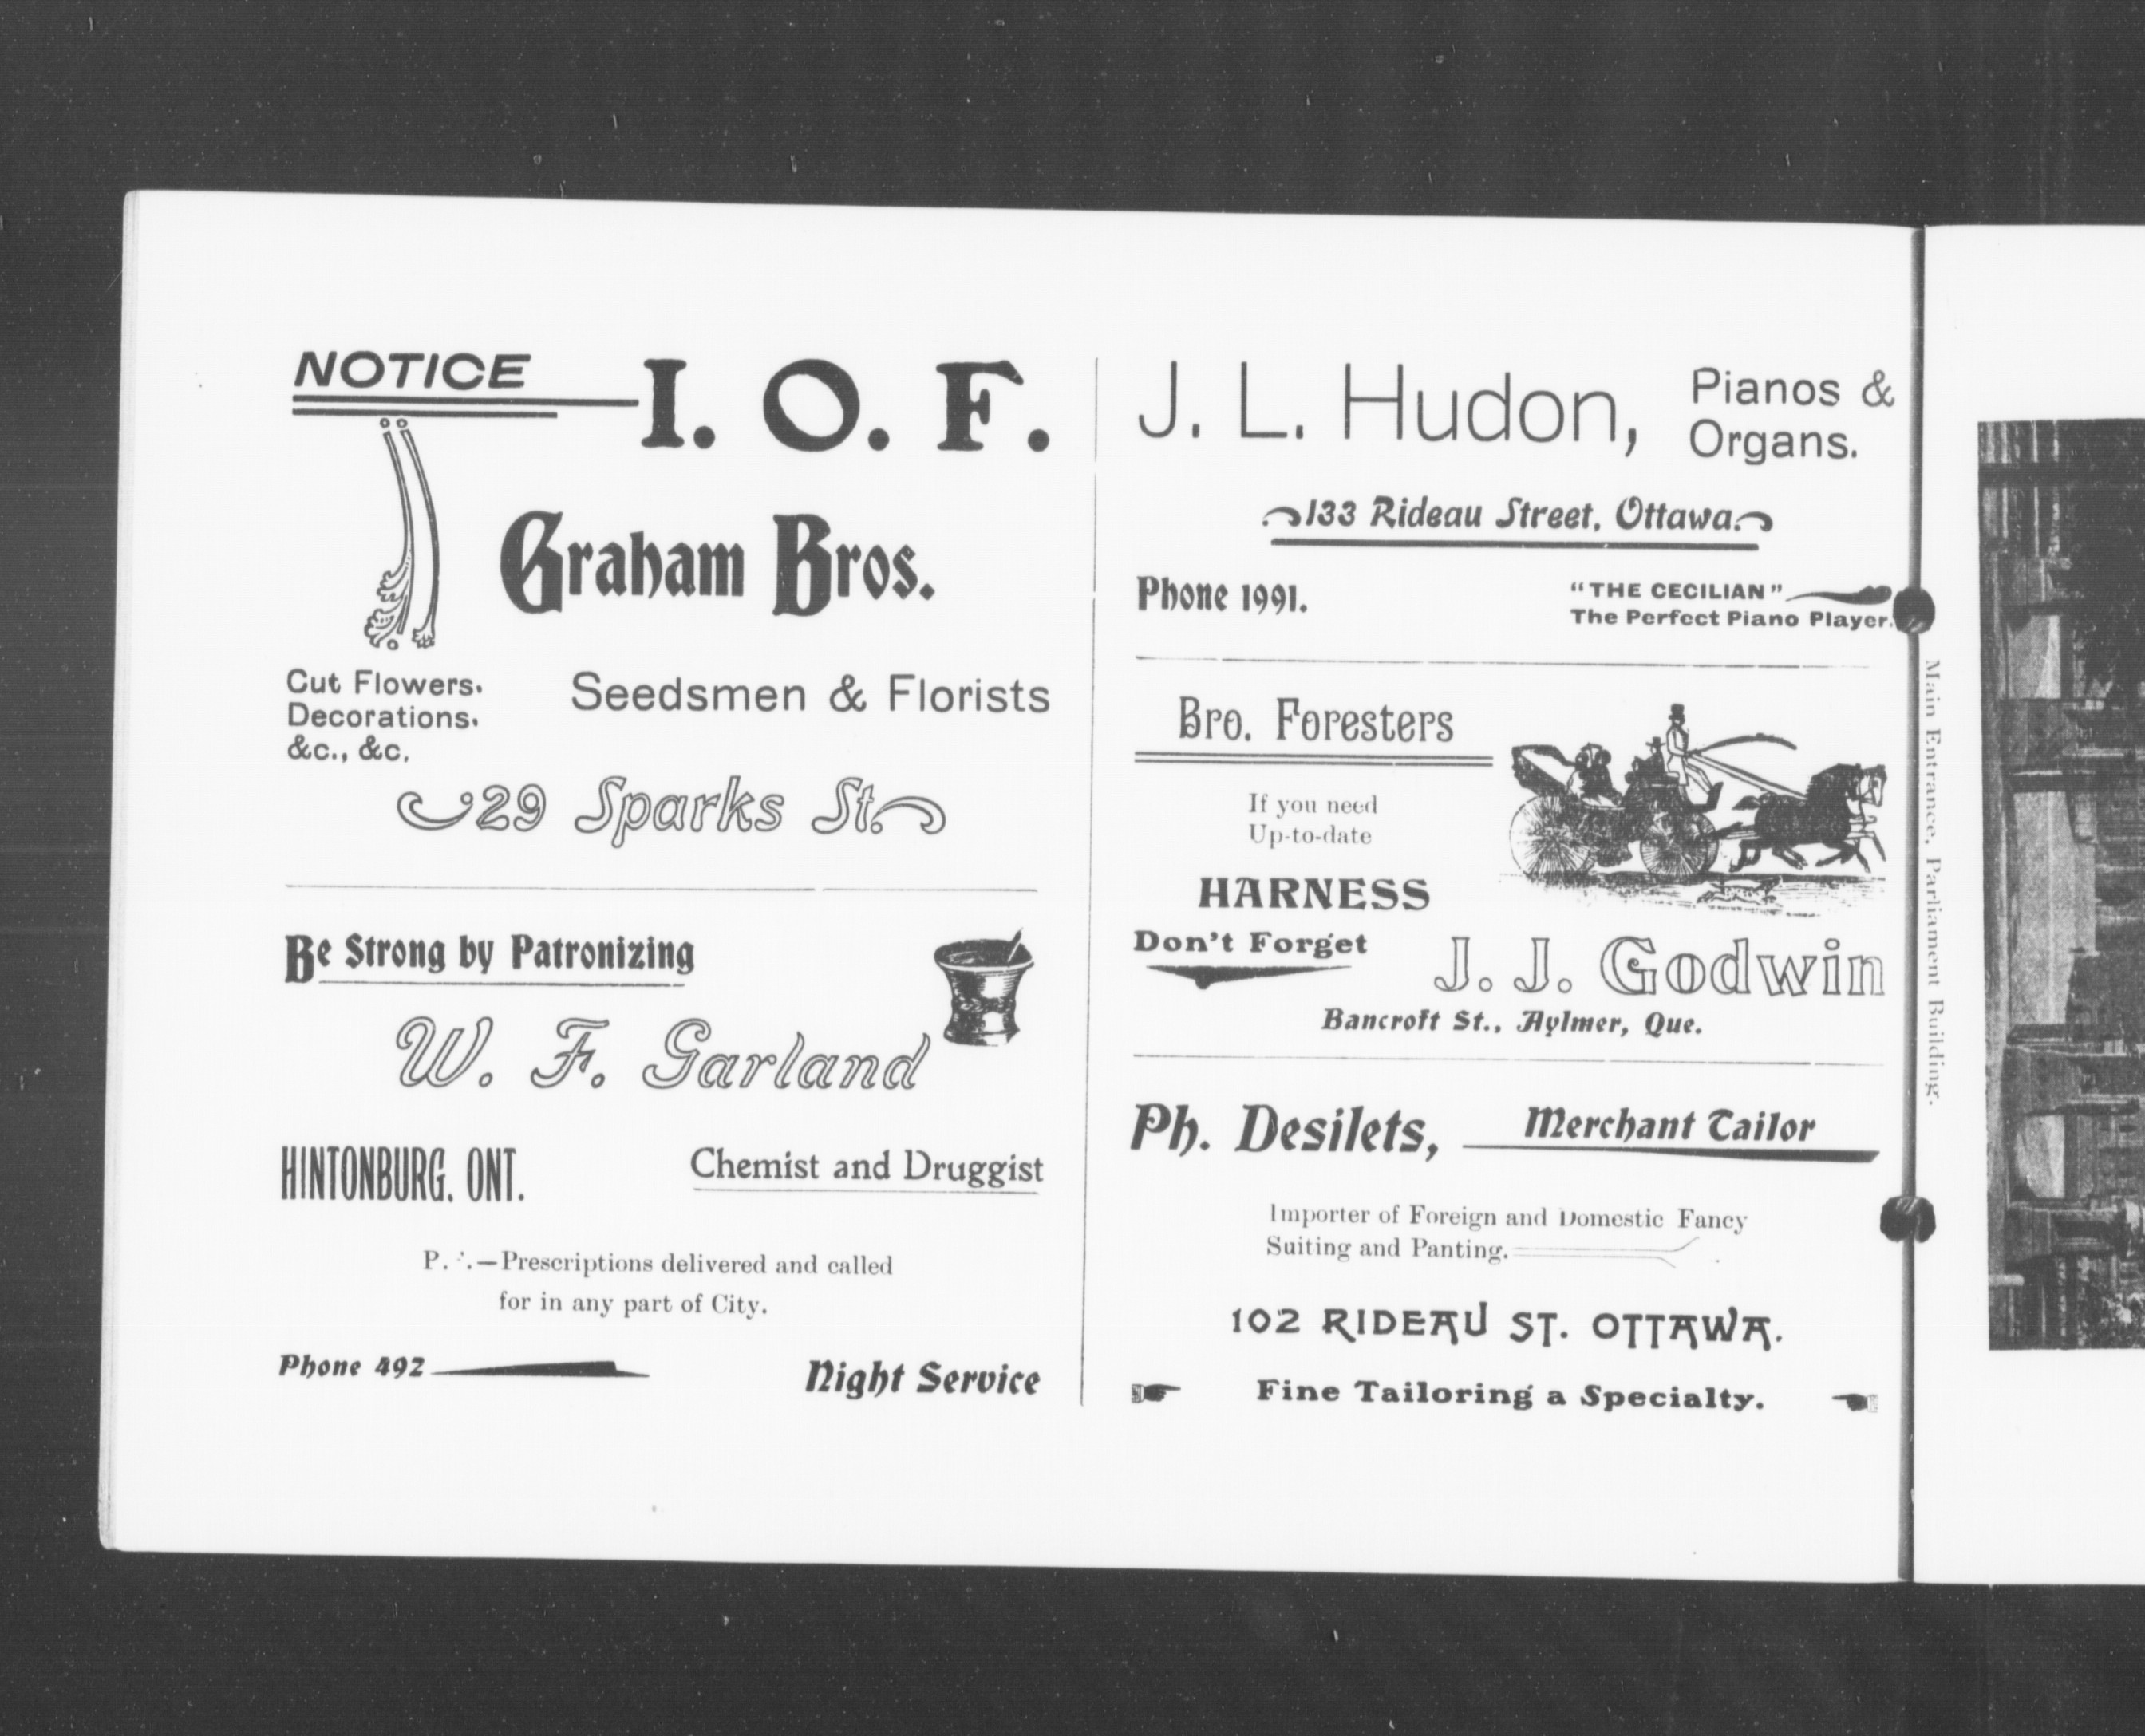 NOTICE I. O. F.
Graham Bros.
Cut Flowers.
Decorations.
&c., &c.
Seedsmen & Florists
29 Sparks St.
Be Strong by Patronizing
W. F. Garland
HINTONBURG, ONT.
Chemist and Druggist
P. .—Prescriptions delivered and called
for in any part of City.
Phone 492
Night Service
J. L. Hudon,
Pianos &
Organs.
133 Rideau Street, Ottawa.
Phone 1991.
"THE CECILIAN"
The Perfect Piano Player.
Bro. Foresters
If you need
Up-to-date
HARNESS
Don't Forget
J. J. Godwin
Bancroft St., Aylmer, Que.
Ph. Desilets,
Merchant Tailor
Importer of Foreign and Domestic Fancy
Suiting and Panting.
102 RIDEAU ST. OTTAWA.
Fine Tailoring a Specialty.
Main Entrance, Parliament Building.